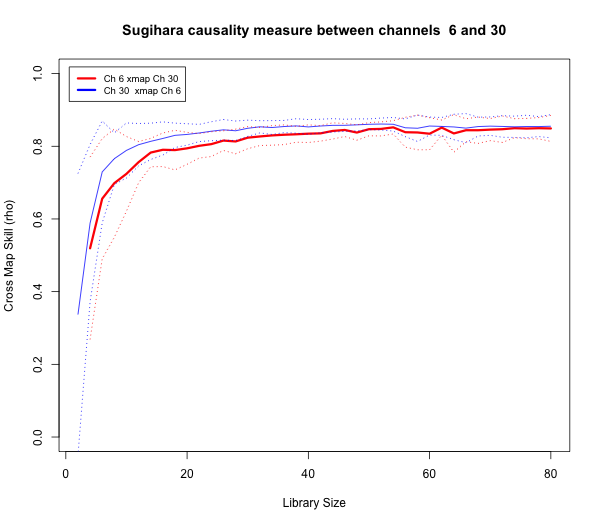 Sugihara causality measure between channels  6 and 30
Ch 6 xmap Ch 30
Ch 30  xmap Ch 6
Cross Map Skill (rho)
1.0
0.8
0.6
0.4
0.2
0.0
0 20 40 60 80
Library Size